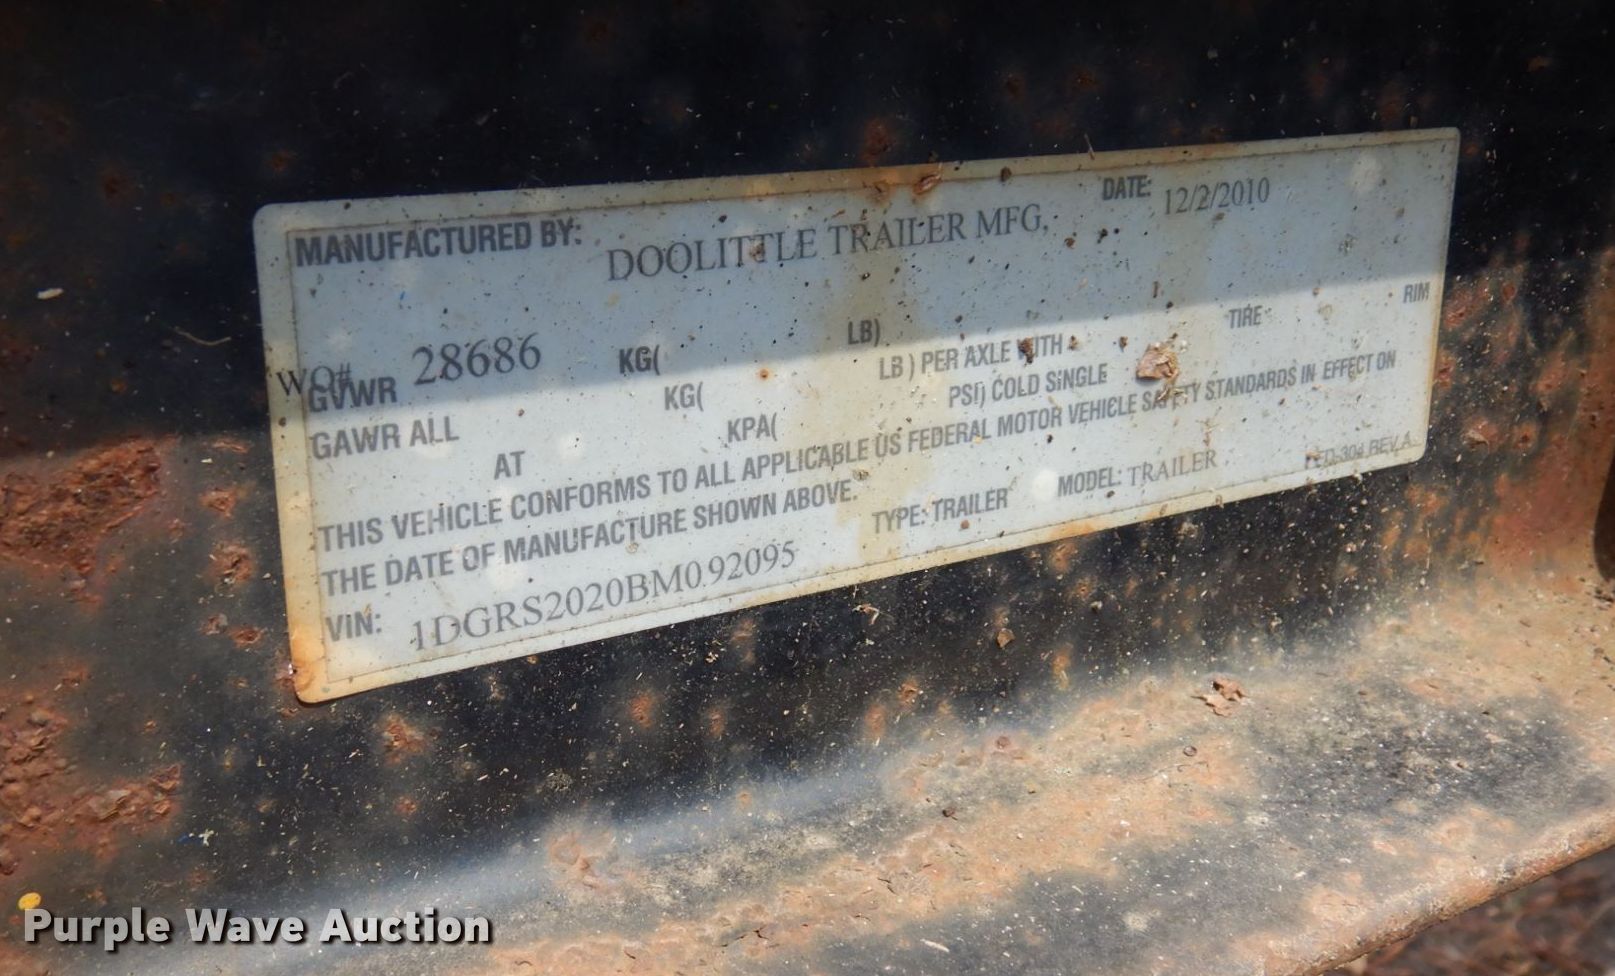 MANUFACTURED BY: DOOLITTLE TRAILER MFG, DATE: 12/2/2010
WO# 28686
GVWR KG( LB)
GAWR ALL KG( LB ) PER AXLE WITH TIRE RIM
AT KPA( PSI) COLD SINGLE
THIS VEHICLE CONFORMS TO ALL APPLICABLE US FEDERAL MOTOR VEHICLE SAFETY STANDARDS IN EFFECT ON
THE DATE OF MANUFACTURE SHOWN ABOVE.
VIN: 1DGRS2020BM092095 TYPE: TRAILER MODEL: TRAILER REV A
Purple Wave Auction